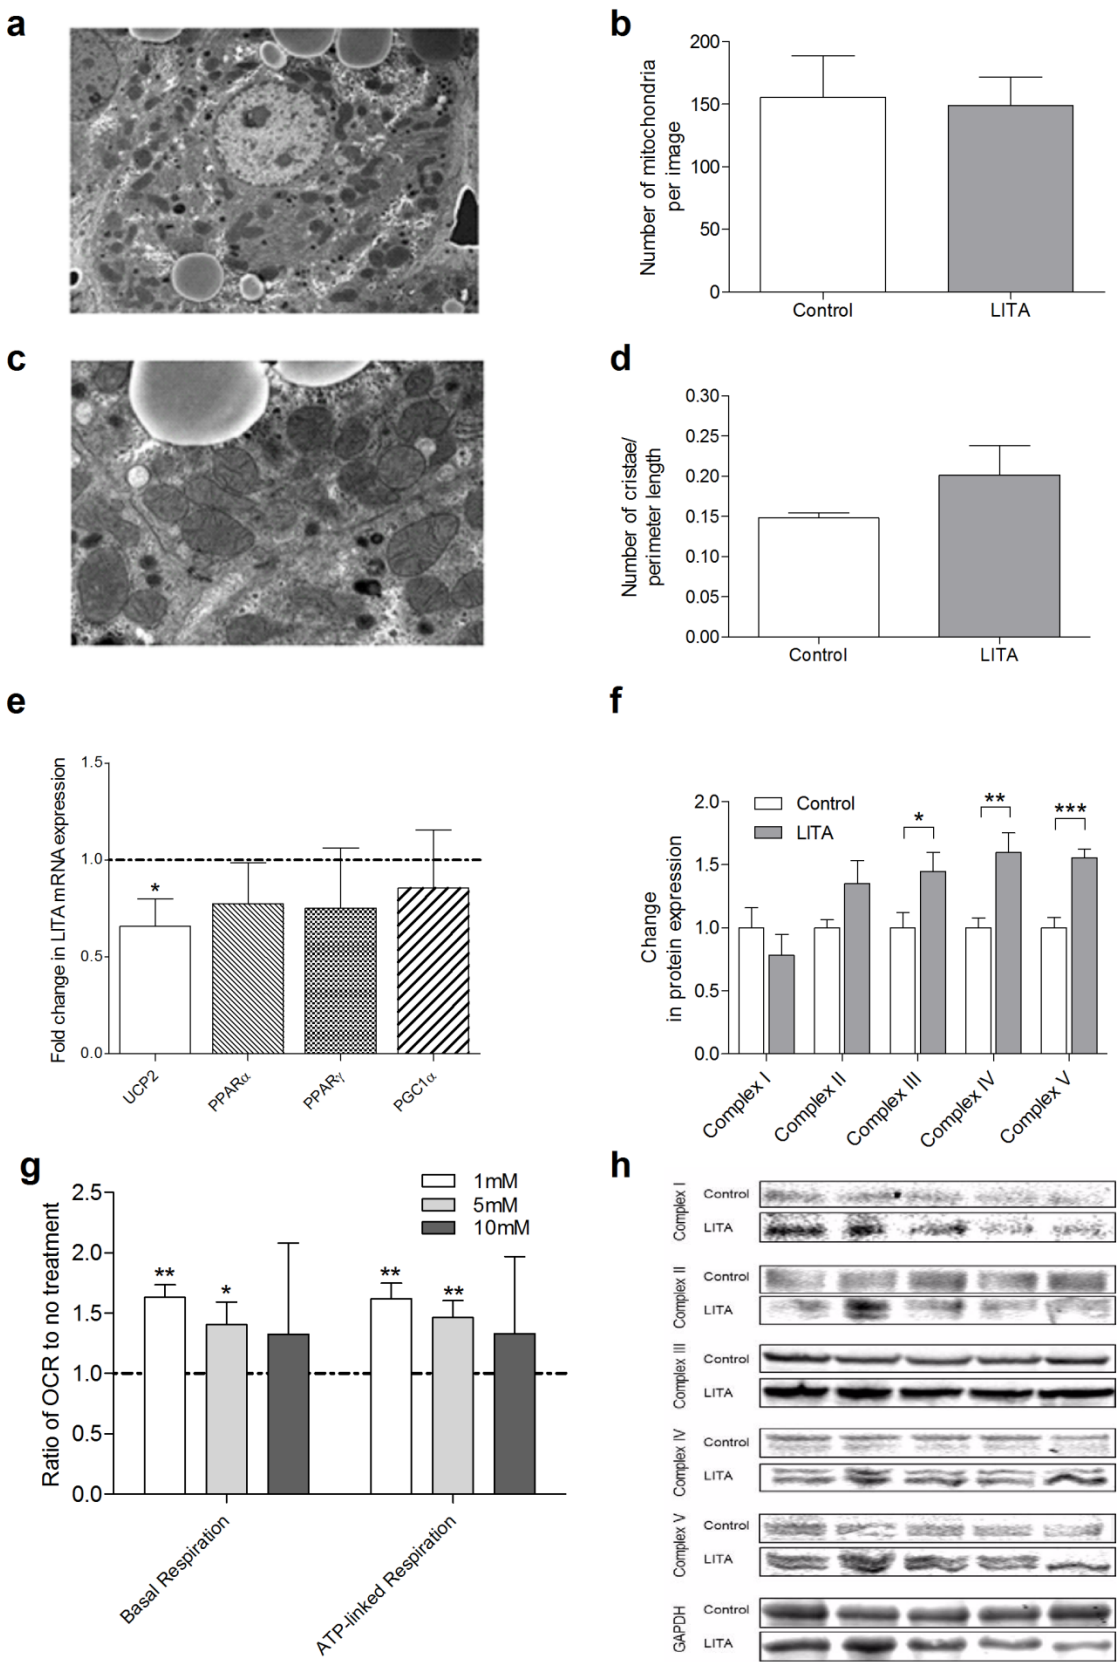 a
b
200
150
100
50
0
Number of mitochondria
per image
Control
LITA
c
d
0.30
0.25
0.20
0.15
0.10
0.05
0.00
Number of cristae/
perimeter length
Control
LITA
e
1.5
1.0
0.5
0.0
Fold change in LITA mRNA expression
*
UCP2
PPARα
PPARγ
PGC1α
f
2.0
1.5
1.0
0.5
0.0
Change
in protein expression
Control
LITA
*
**
***
Complex I
Complex II
Complex III
Complex IV
Complex V
g
2.5
2.0
1.5
1.0
0.5
0.0
Ratio of OCR to no treatment
1mM
5mM
10mM
**
*
**
**
Basal Respiration
ATP-linked Respiration
h
Complex I
Control
LITA
Complex II
Control
LITA
Complex III
Control
LITA
Complex IV
Control
LITA
Complex V
Control
LITA
GAPDH
Control
LITA